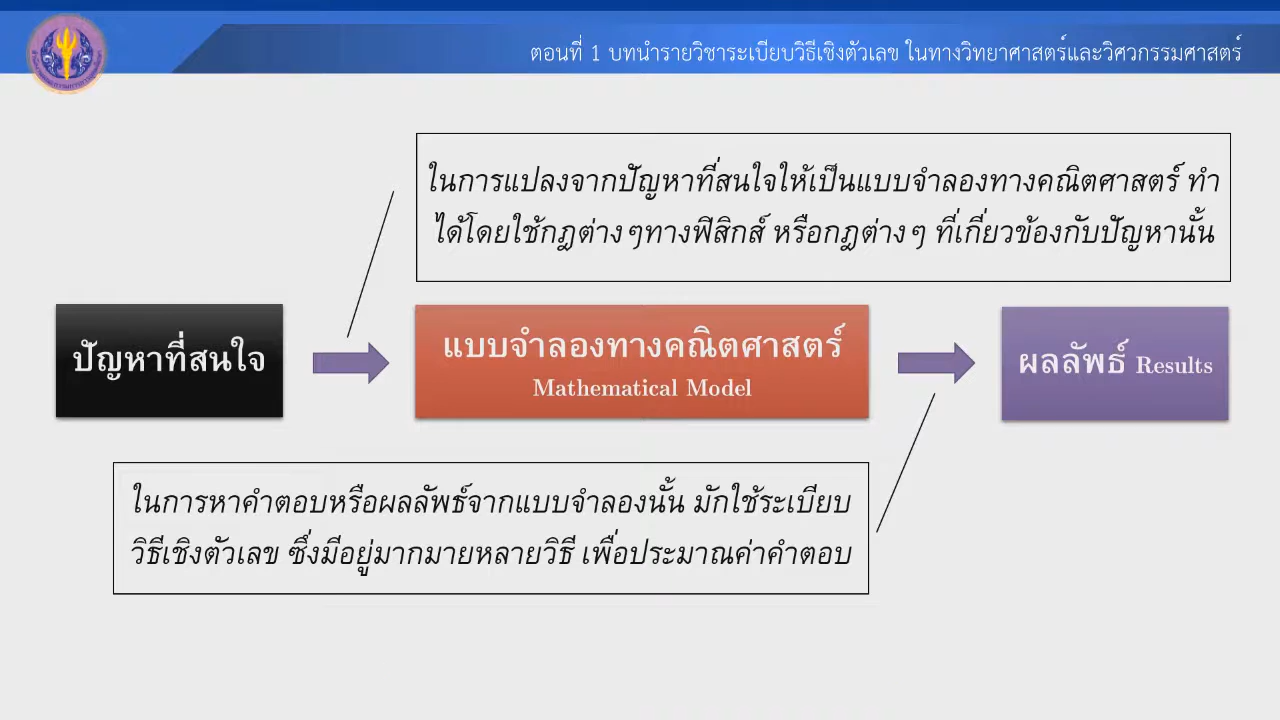 ตอนที่ 1 บทนำรายวิชาระเบียบวิธีเชิงตัวเลข ในทางวิทยาศาสตร์และวิศวกรรมศาสตร์
ในการแปลงจากปัญหาที่สนใจให้เป็นแบบจำลองทางคณิตศาสตร์ ทำ
ได้โดยใช้กฎต่างๆทางฟิสิกส์ หรือกฎต่างๆ ที่เกี่ยวข้องกับปัญหานั้น
ปัญหาที่สนใจ
แบบจำลองทางคณิตศาสตร์
Mathematical Model
ผลลัพธ์ Results
ในการหาคำตอบหรือผลลัพธ์จากแบบจำลองนั้น มักใช้ระเบียบ
วิธีเชิงตัวเลข ซึ่งมีอยู่มากมายหลายวิธี เพื่อประมาณค่าคำตอบ